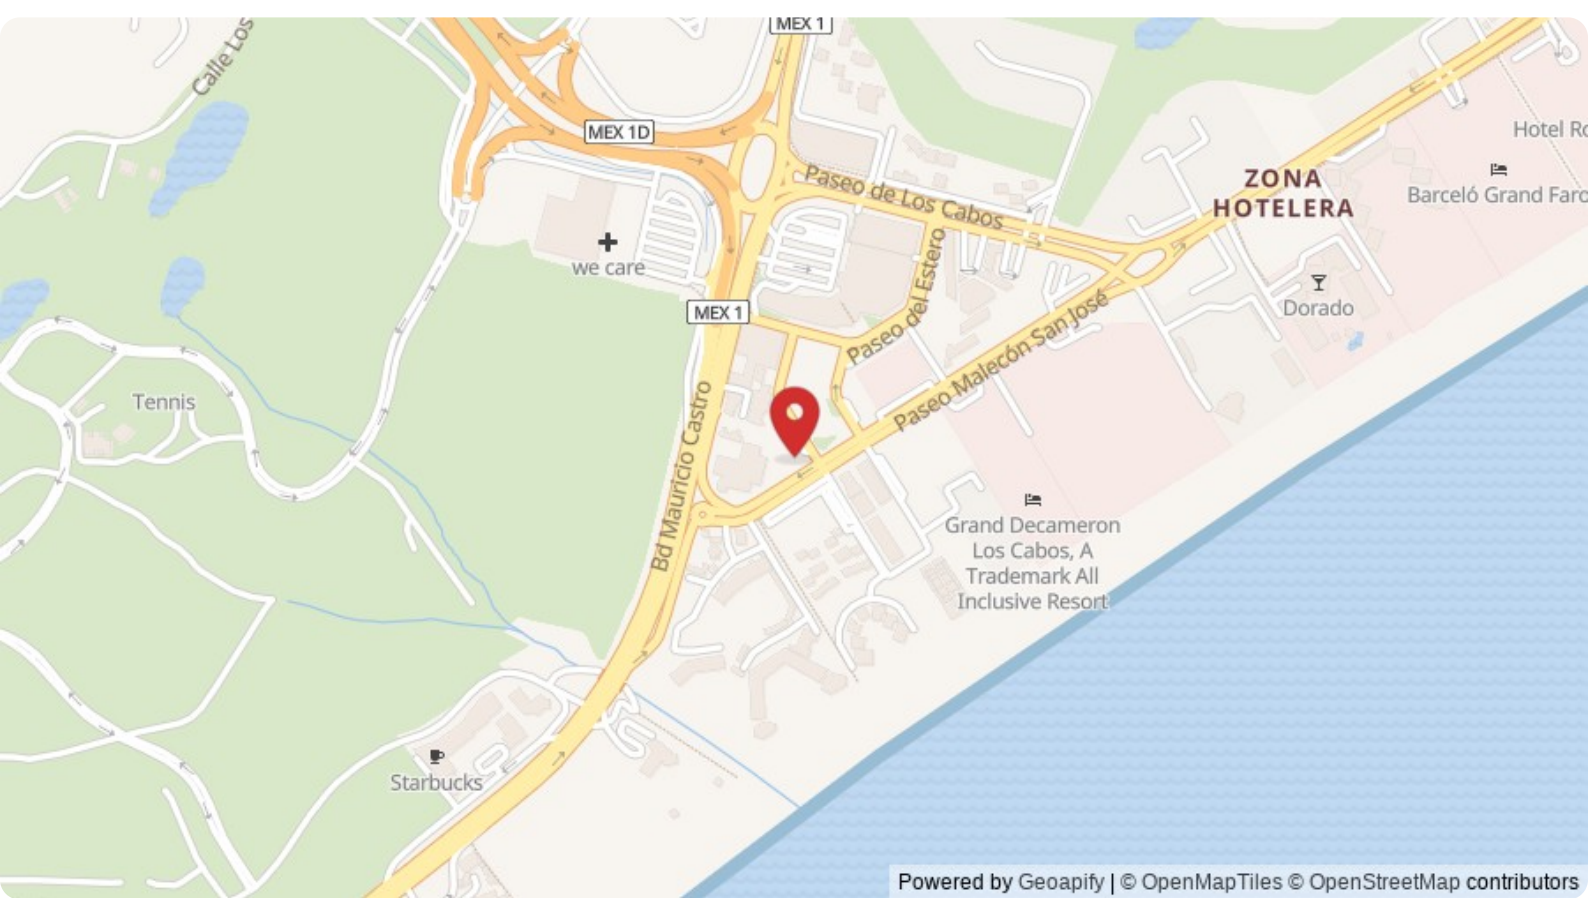 MEX 1
Calle Los
MEX 1D
Hotel Ro
Paseo de Los Cabos
ZONA
HOTELERA
Barceló Grand Faro
we care
Paseo del Estero
MEX 1
Dorado
Paseo Malecón San José
Tennis
Bd Mauricio Castro
Grand Decameron
Los Cabos, A
Trademark All
Inclusive Resort
Starbucks
Powered by Geoapify | © OpenMapTiles © OpenStreetMap contributors